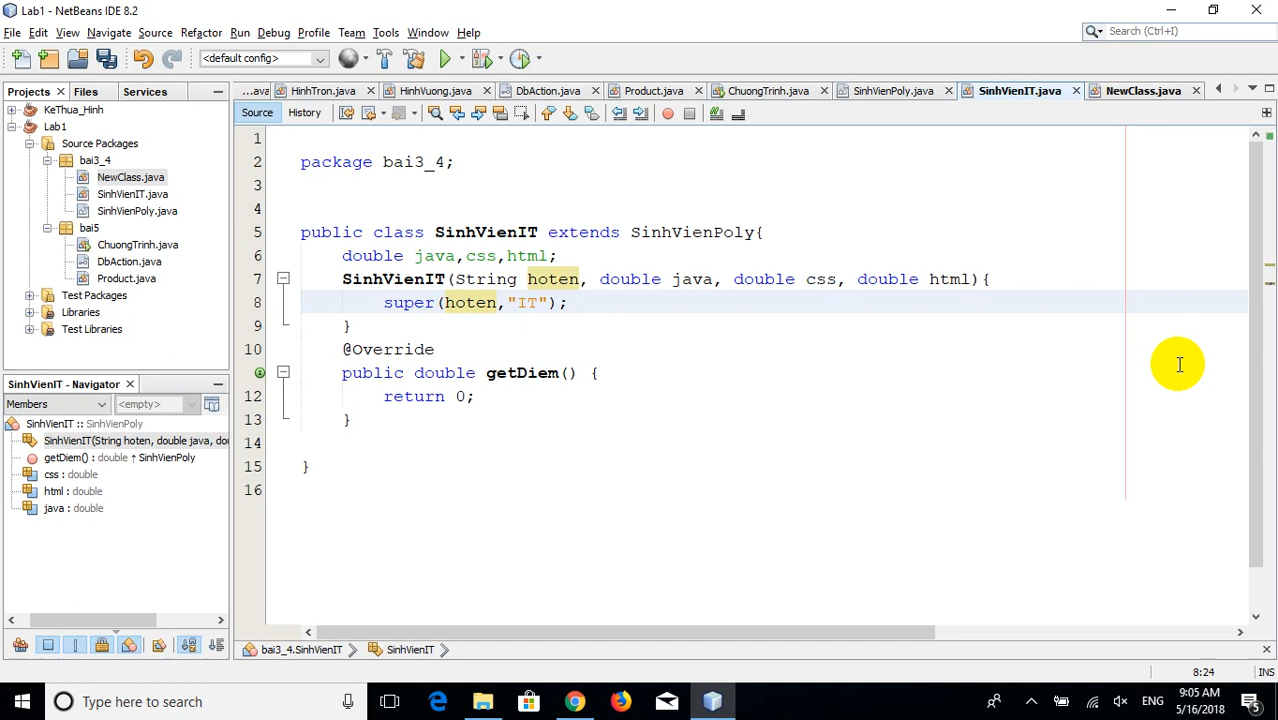 Lab1 - NetBeans IDE 8.2
File Edit View Navigate Source Refactor Run Debug Profile Team Tools Window Help
Search (Ctrl+I)
<default config>
Projects Files Services
...ava HinhTron.java HinhVuong.java DbAction.java Product.java ChuongTrinh.java SinhVienPoly.java SinhVienIT.java NewClass.java
Source History
KeThua_Hinh
Lab1
Source Packages
bai3_4
NewClass.java
SinhVienIT.java
SinhVienPoly.java
bai5
ChuongTrinh.java
DbAction.java
Product.java
Test Packages
Libraries
Test Libraries
1
2 package bai3_4;
3
4
5 public class SinhVienIT extends SinhVienPoly{
6 double java,css,html;
7 SinhVienIT(String hoten, double java, double css, double html){
8 super(hoten,"IT");
9 }
10 @Override
public double getDiem() {
12 return 0;
13 }
14
15 }
16
SinhVienIT - Navigator
Members <empty>
SinhVienIT :: SinhVienPoly
SinhVienIT(String hoten, double java, dou
getDiem() : double ↑ SinhVienPoly
css : double
html : double
java : double
bai3_4.SinhVienIT SinhVienIT
8:24 INS
Type here to search
ENG
9:05 AM
5/16/2018
5